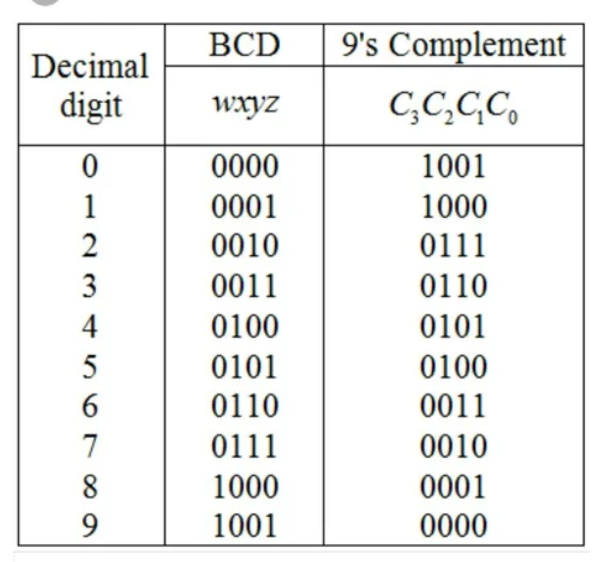 Decimal digit BCD 9's Complement
wxyz C₃C₂C₁C₀
0 0000 1001
1 0001 1000
2 0010 0111
3 0011 0110
4 0100 0101
5 0101 0100
6 0110 0011
7 0111 0010
8 1000 0001
9 1001 0000